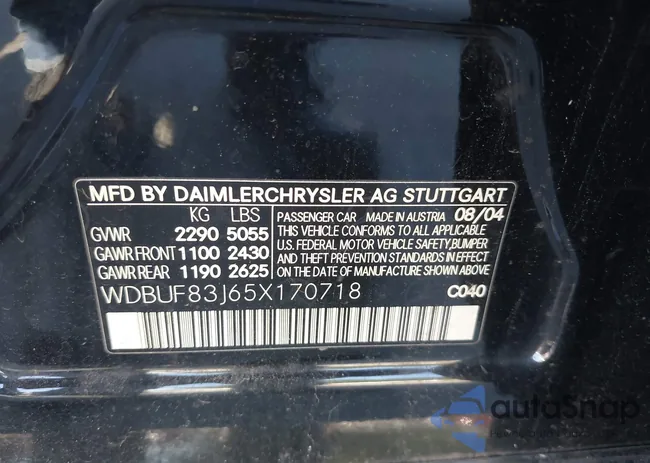 MFD BY DAIMLERCHRYSLER AG STUTTGART
KG LBS
GVWR 2290 5055
GAWR FRONT 1100 2430
GAWR REAR 1190 2625
PASSENGER CAR MADE IN AUSTRIA 08/04
THIS VEHICLE CONFORMS TO ALL APPLICABLE
U.S. FEDERAL MOTOR VEHICLE SAFETY,BUMPER
AND THEFT PREVENTION STANDARDS IN EFFECT
ON THE DATE OF MANUFACTURE SHOWN ABOVE.
WDBUF83J65X170718
C040
autoSnap